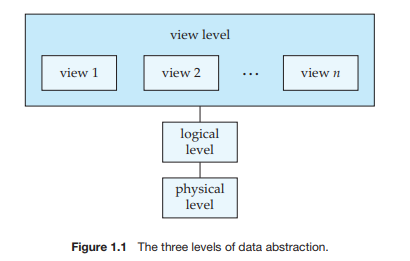 view level
view 1 view 2 ... view n
logical
level
physical
level
Figure 1.1 The three levels of data abstraction.